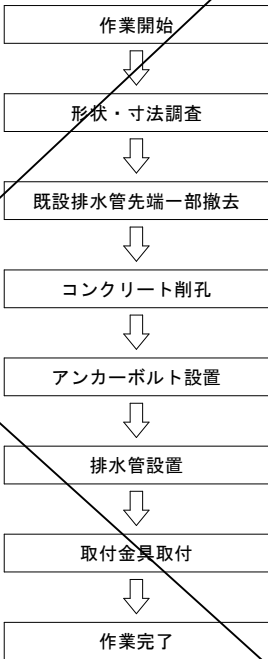 作業開始
形状・寸法調査
既設排水管先端一部撤去
コンクリート削孔
アンカーボルト設置
排水管設置
取付金具取付
作業完了